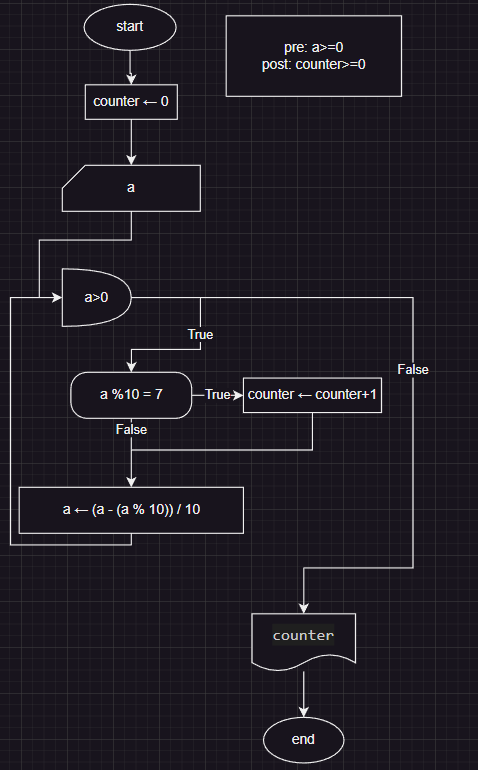 start
pre: a>=0
post: counter>=0
counter ← 0
a
a>0
True
False
a %10 = 7
True
counter ← counter+1
False
a ← (a - (a % 10)) / 10
counter
end